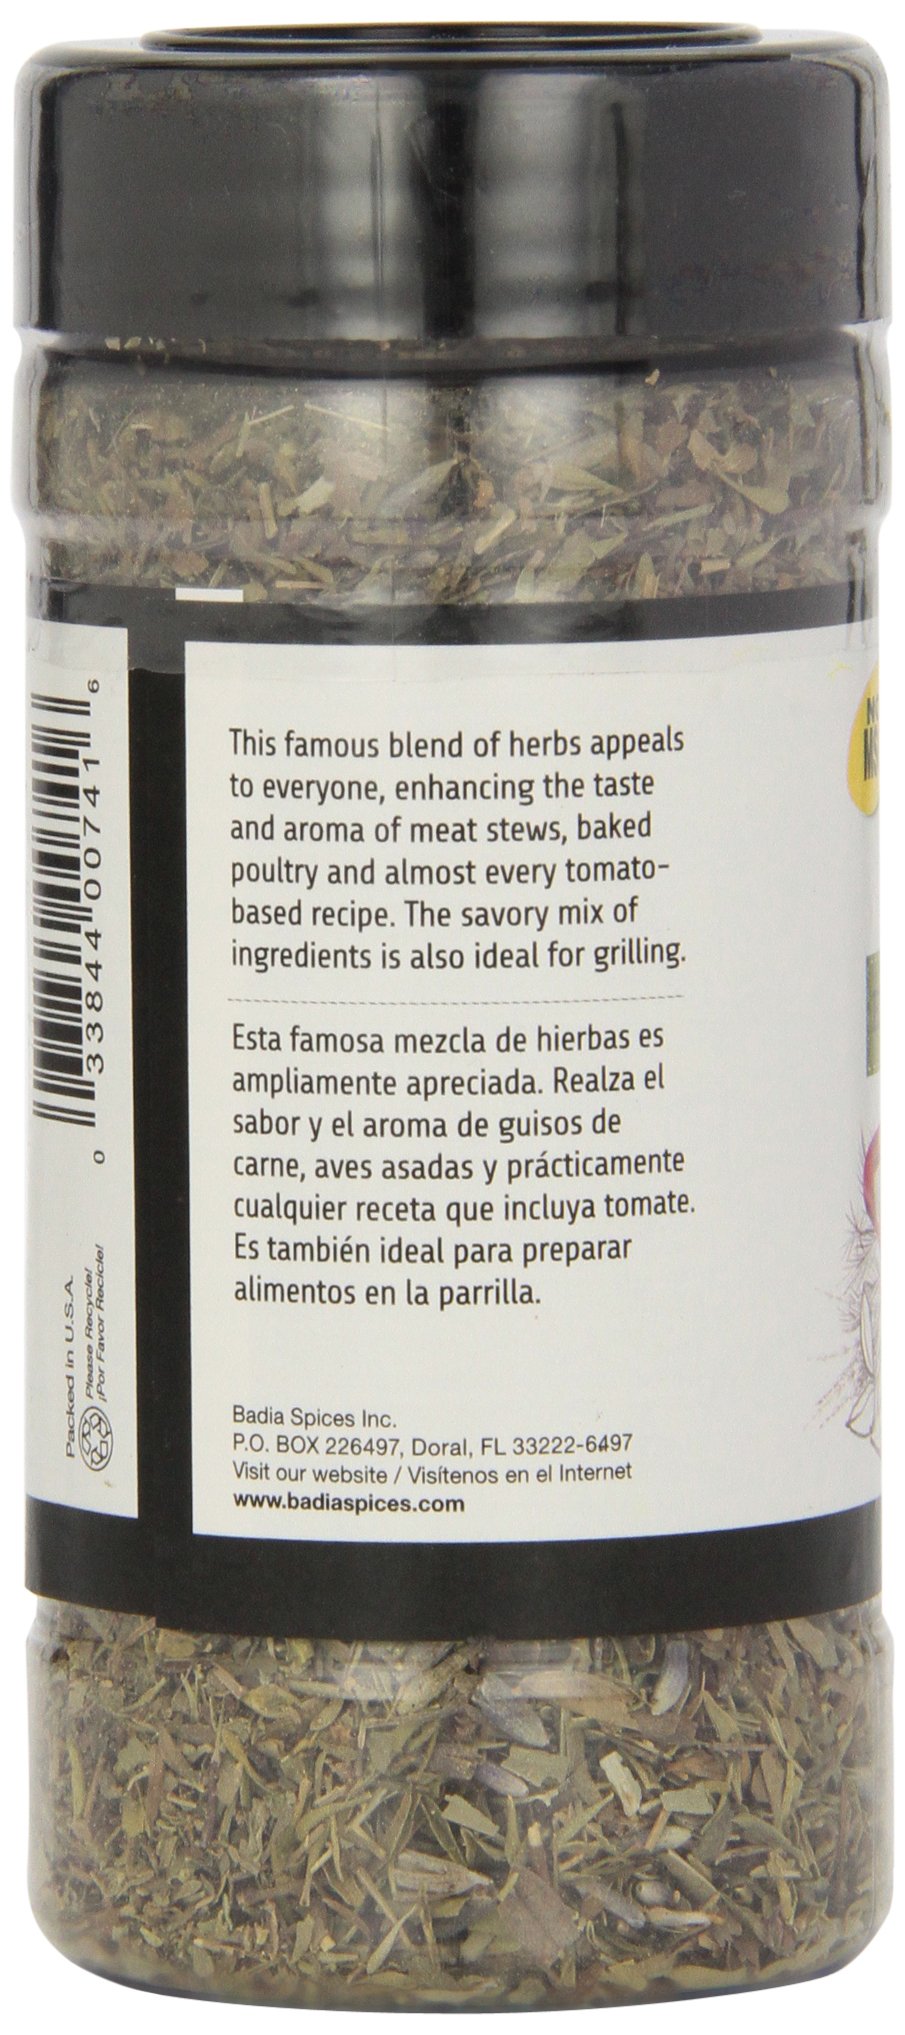 This famous blend of herbs appeals
to everyone, enhancing the taste
and aroma of meat stews, baked
poultry and almost every tomato-
based recipe. The savory mix of
ingredients is also ideal for grilling.
Esta famosa mezcla de hierbas es
ampliamente apreciada. Realza el
sabor y el aroma de guisos de
carne, aves asadas y prácticamente
cualquier receta que incluya tomate.
Es también ideal para preparar
alimentos en la parrilla.
Badia Spices Inc.
P.O. BOX 226497, Doral, FL 33222-6497
Visit our website / Visítenos en el Internet
www.badiaspices.com
0 33844 00741 6
Packed in U.S.A.
Please Recycle!
¡Por Favor Recicle!